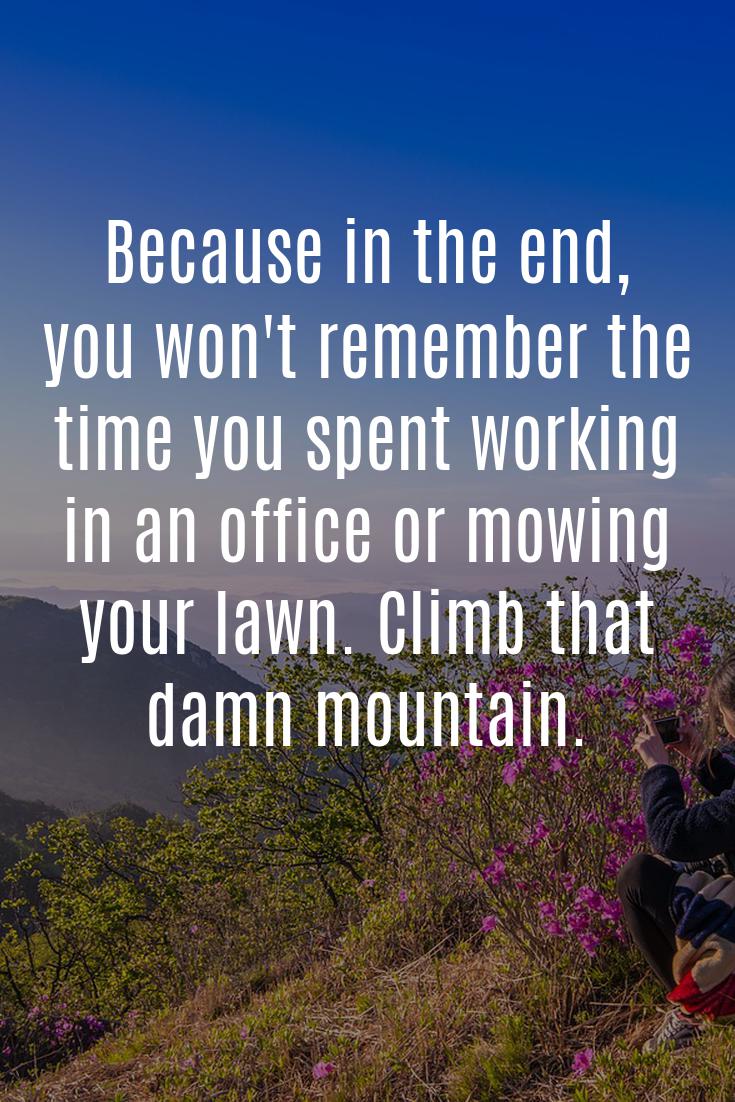 Because in the end,
you won't remember the
time you spent working
in an office or mowing
your lawn. Climb that
damn mountain.